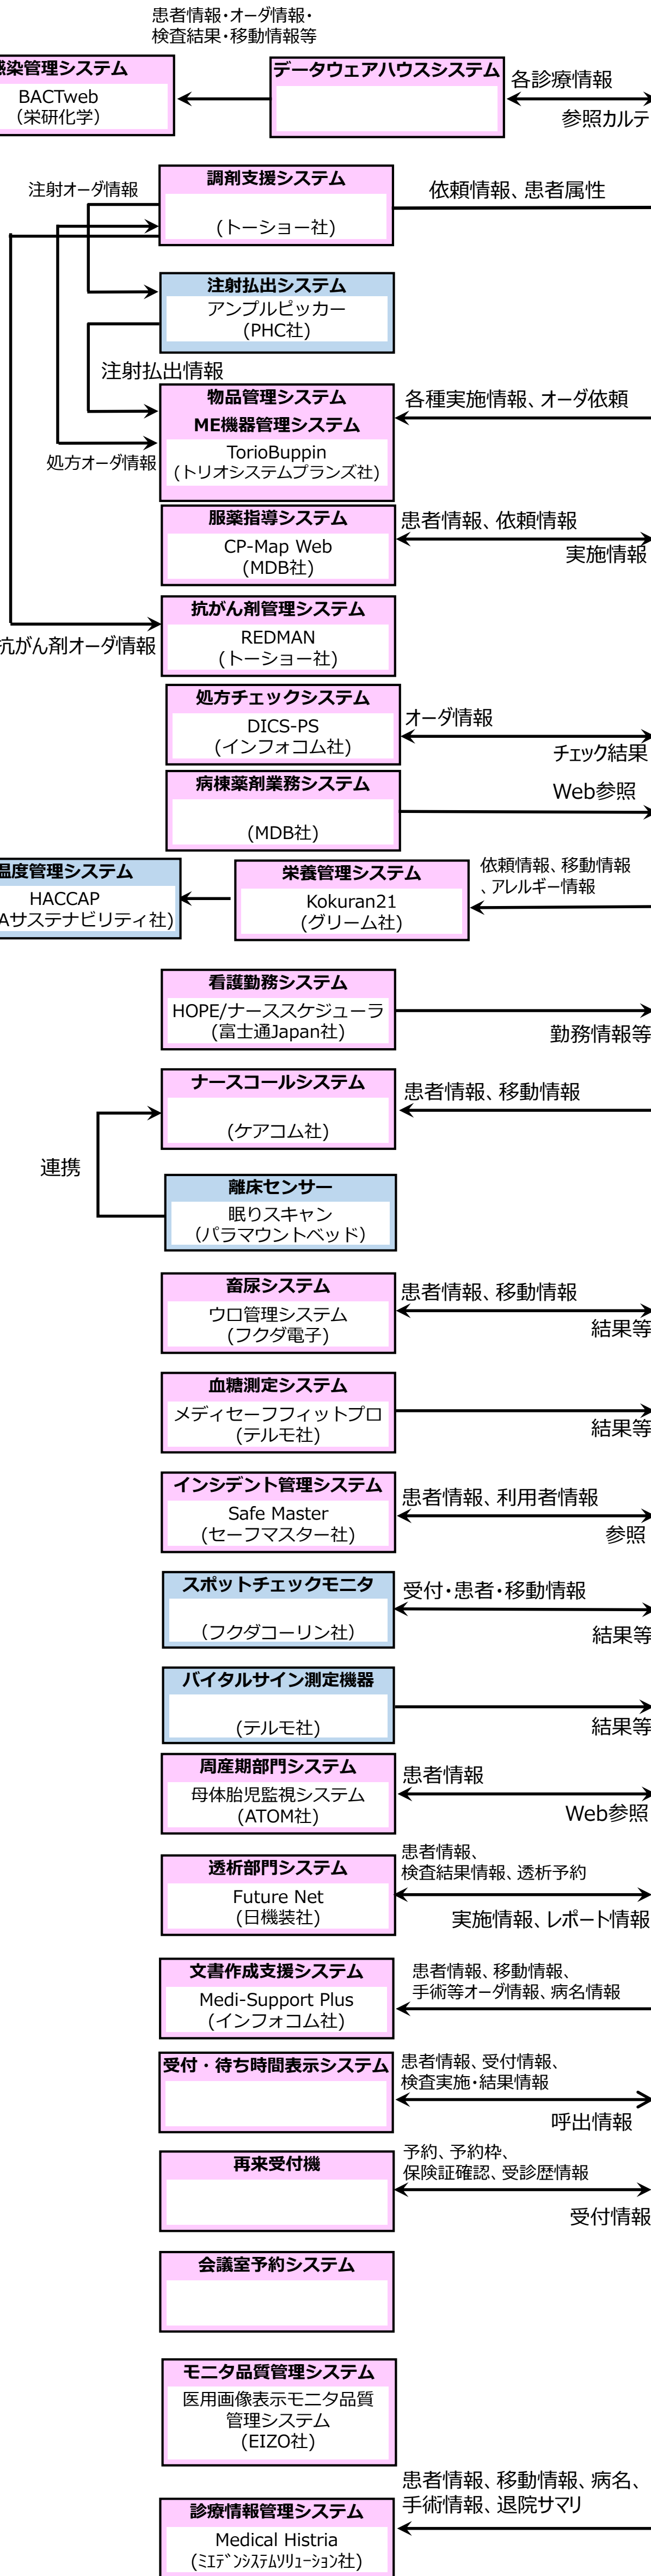 患者情報・オーダ情報・
検査結果・移動情報等
染管理システム
BACTweb
（栄研化学）
データウェアハウスシステム
各診療情報
参照カルテ
調剤支援システム
(トーショー社)
注射オーダ情報
依頼情報、患者属性
注射払出システム
アンプルピッカー
(PHC社)
注射払出情報
物品管理システム
ME機器管理システム
TorioBuppin
(トリオシステムプランズ社)
各種実施情報、オーダ依頼
処方オーダ情報
服薬指導システム
CP-Map Web
(MDB社)
患者情報、依頼情報
実施情報
抗がん剤管理システム
REDMAN
(トーショー社)
抗がん剤オーダ情報
処方チェックシステム
DICS-PS
(インフォコム社)
オーダ情報
チェック結果
病棟薬剤業務システム
(MDB社)
Web参照
温度管理システム
HACCAP
Aサステナビリティ社)
栄養管理システム
Kokuran21
(グリーム社)
依頼情報、移動情報
、アレルギー情報
看護勤務システム
HOPE/ナーススケジューラ
(富士通Japan社)
勤務情報等
ナースコールシステム
(ケアコム社)
患者情報、移動情報
連携
離床センサー
眠りスキャン
（パラマウントベッド）
畜尿システム
ウロ管理システム
(フクダ電子)
患者情報、移動情報
結果等
血糖測定システム
メディセーフフィットプロ
(テルモ社)
結果等
インシデント管理システム
Safe Master
(セーフマスター社)
患者情報、利用者情報
参照
スポットチェックモニタ
（フクダコーリン社）
受付・患者・移動情報
結果等
バイタルサイン測定機器
(テルモ社)
結果等
周産期部門システム
母体胎児監視システム
(ATOM社)
患者情報
Web参照
透析部門システム
Future Net
(日機装社)
患者情報、
検査結果情報、透析予約
実施情報、レポート情報
文書作成支援システム
Medi-Support Plus
(インフォコム社)
患者情報、移動情報、
手術等オーダ情報、病名情報
受付・待ち時間表示システム
患者情報、受付情報、
検査実施・結果情報
呼出情報
再来受付機
予約、予約枠、
保険証確認、受診歴情報
受付情報
会議室予約システム
モニタ品質管理システム
医用画像表示モニタ品質
管理システム
(EIZO社)
患者情報、移動情報、病名、
手術情報、退院サマリ
診療情報管理システム
Medical Histria
(ﾐｴﾃﾞﾝｼｽﾃﾑｿﾘｭｰｼｮﾝ社)